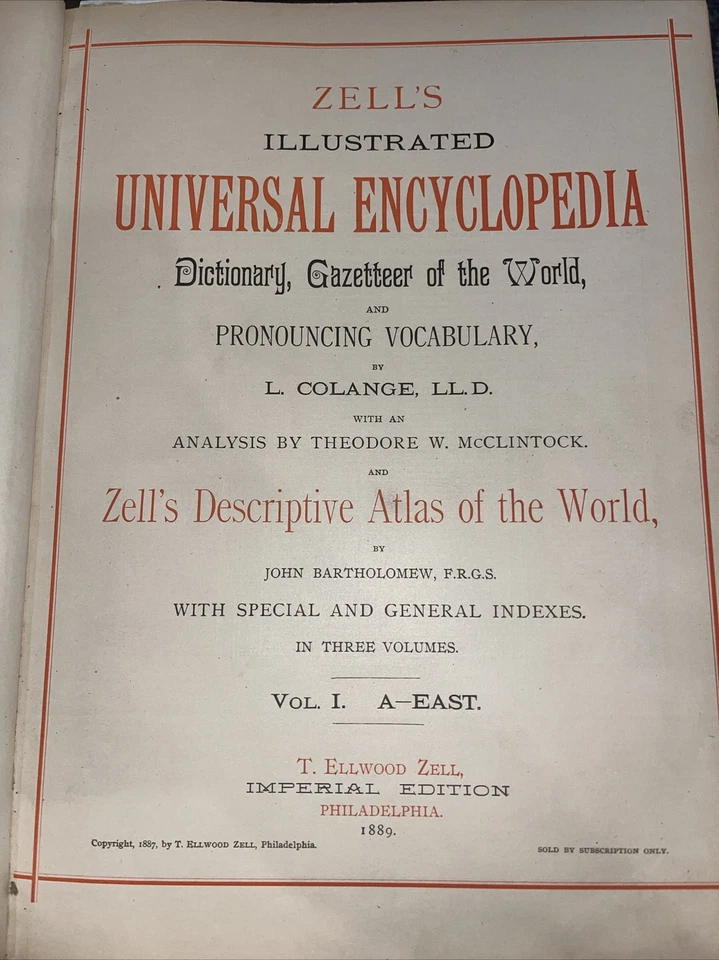 ZELL'S
ILLUSTRATED
UNIVERSAL ENCYCLOPEDIA
Dictionary, Gazetteer of the World,
AND
PRONOUNCING VOCABULARY,
BY
L. COLANGE, LL.D.
WITH AN
ANALYSIS BY THEODORE W. McCLINTOCK.
AND
Zell's Descriptive Atlas of the World,
BY
JOHN BARTHOLOMEW, F.R.G.S.
WITH SPECIAL AND GENERAL INDEXES.
IN THREE VOLUMES.
VOL. I. A—EAST.
T. ELLWOOD ZELL,
IMPERIAL EDITION
PHILADELPHIA.
1889.
Copyright, 1887, by T. ELLWOOD ZELL, Philadelphia.
SOLD BY SUBSCRIPTION ONLY.